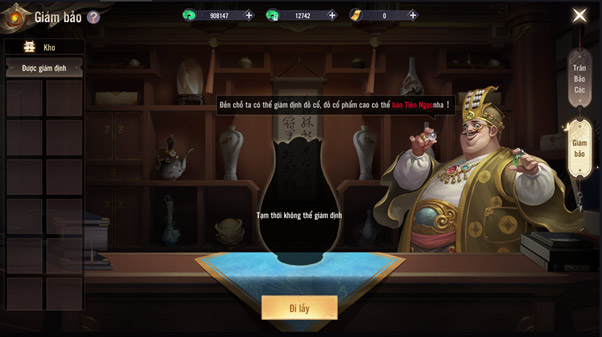 Giám bảo ?
908147 +
12742 +
0 +
Kho
Được giám định
Đến chỗ ta có thể giám định đồ cổ, đồ cổ phẩm cao có thể bán Tiên Ngọc nha !
Trân
Bảo
Các
Giám
bảo
Tạm thời không thể giám định
Đi lấy